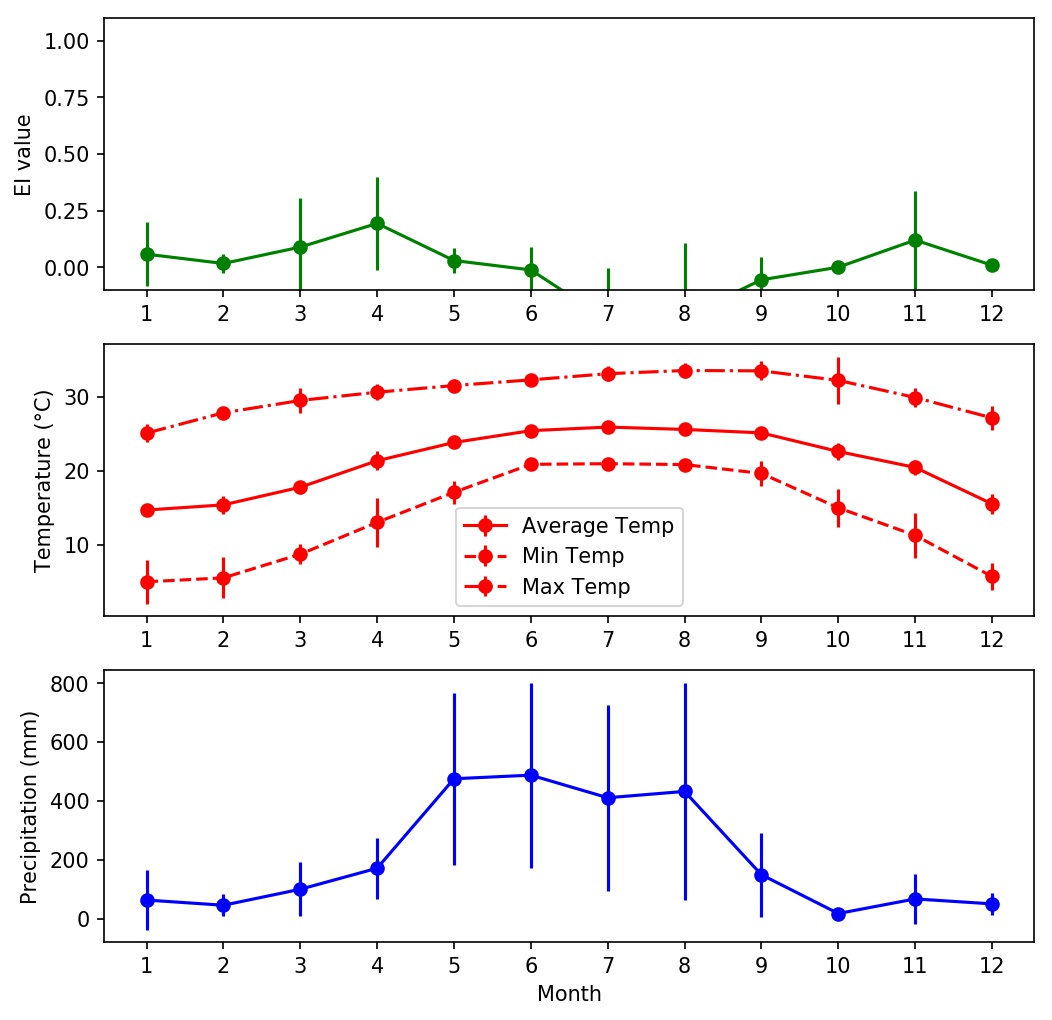 EI value
1.00
0.75
0.50
0.25
0.00
1 2 3 4 5 6 7 8 9 10 11 12
Temperature (°C)
30
20
10
Average Temp
Min Temp
Max Temp
1 2 3 4 5 6 7 8 9 10 11 12
Precipitation (mm)
800
600
400
200
0
1 2 3 4 5 6 7 8 9 10 11 12
Month